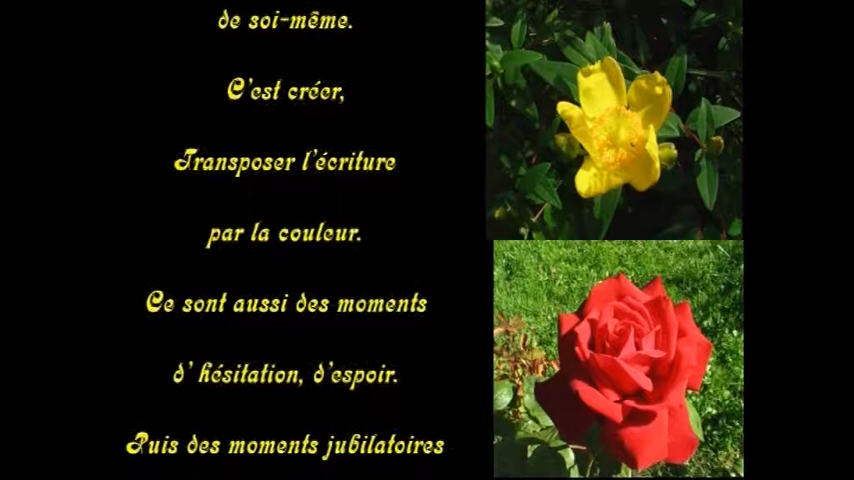 de soi-même.
C'est créer,
Transposer l'écriture
par la couleur.
Ce sont aussi des moments
d' hésitation, d'espoir.
Puis des moments jubilatoires